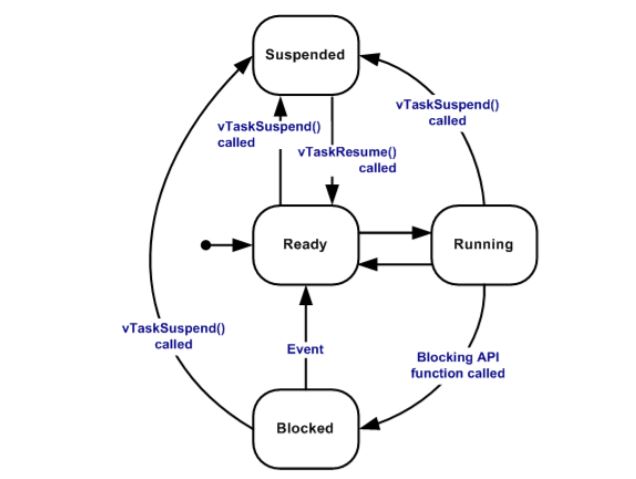 Suspended
vTaskSuspend()
called
vTaskSuspend()
called
vTaskResume()
called
Ready
Running
vTaskSuspend()
called
Event
Blocking API
function called
Blocked